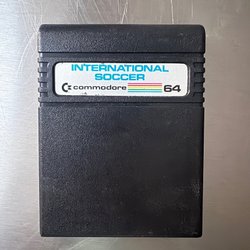 INTERNATIONAL
SOCCER
commodore 64